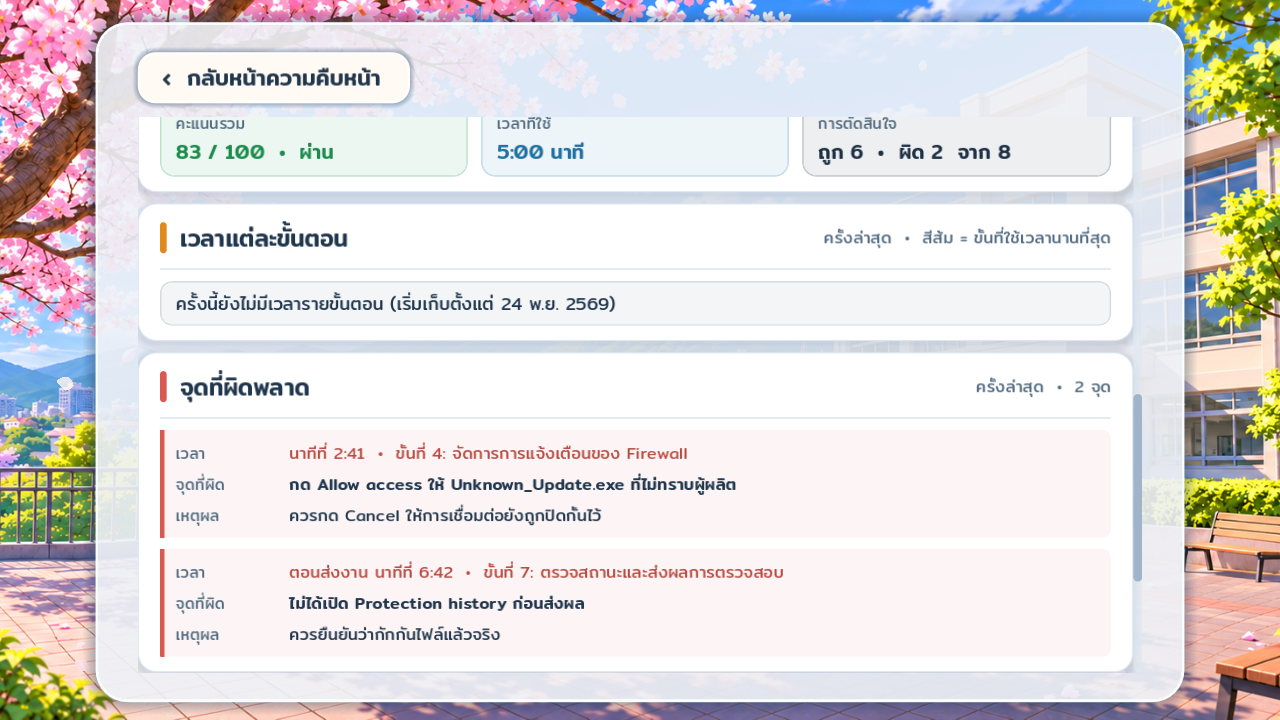 ‹ กลับหน้าความคืบหน้า
คะแนนรวม
83 / 100 • ผ่าน
เวลาที่ใช้
5:00 นาที
การตัดสินใจ
ถูก 6 • ผิด 2 จาก 8
เวลาแต่ละขั้นตอน
ครั้งล่าสุด • สีส้ม = ขั้นที่ใช้เวลานานที่สุด
ครั้งนี้ยังไม่มีเวลารายขั้นตอน (เริ่มเก็บตั้งแต่ 24 พ.ย. 2569)
จุดที่ผิดพลาด
ครั้งล่าสุด • 2 จุด
เวลา นาทีที่ 2:41 • ขั้นที่ 4: จัดการการแจ้งเตือนของ Firewall
จุดที่ผิด กด Allow access ให้ Unknown_Update.exe ที่ไม่ทราบผู้ผลิต
เหตุผล ควรกด Cancel ให้การเชื่อมต่อยังถูกปิดกั้นไว้
เวลา ตอนส่งงาน นาทีที่ 6:42 • ขั้นที่ 7: ตรวจสถานะและส่งผลการตรวจสอบ
จุดที่ผิด ไม่ได้เปิด Protection history ก่อนส่งผล
เหตุผล ควรยืนยันว่ากักกันไฟล์แล้วจริง